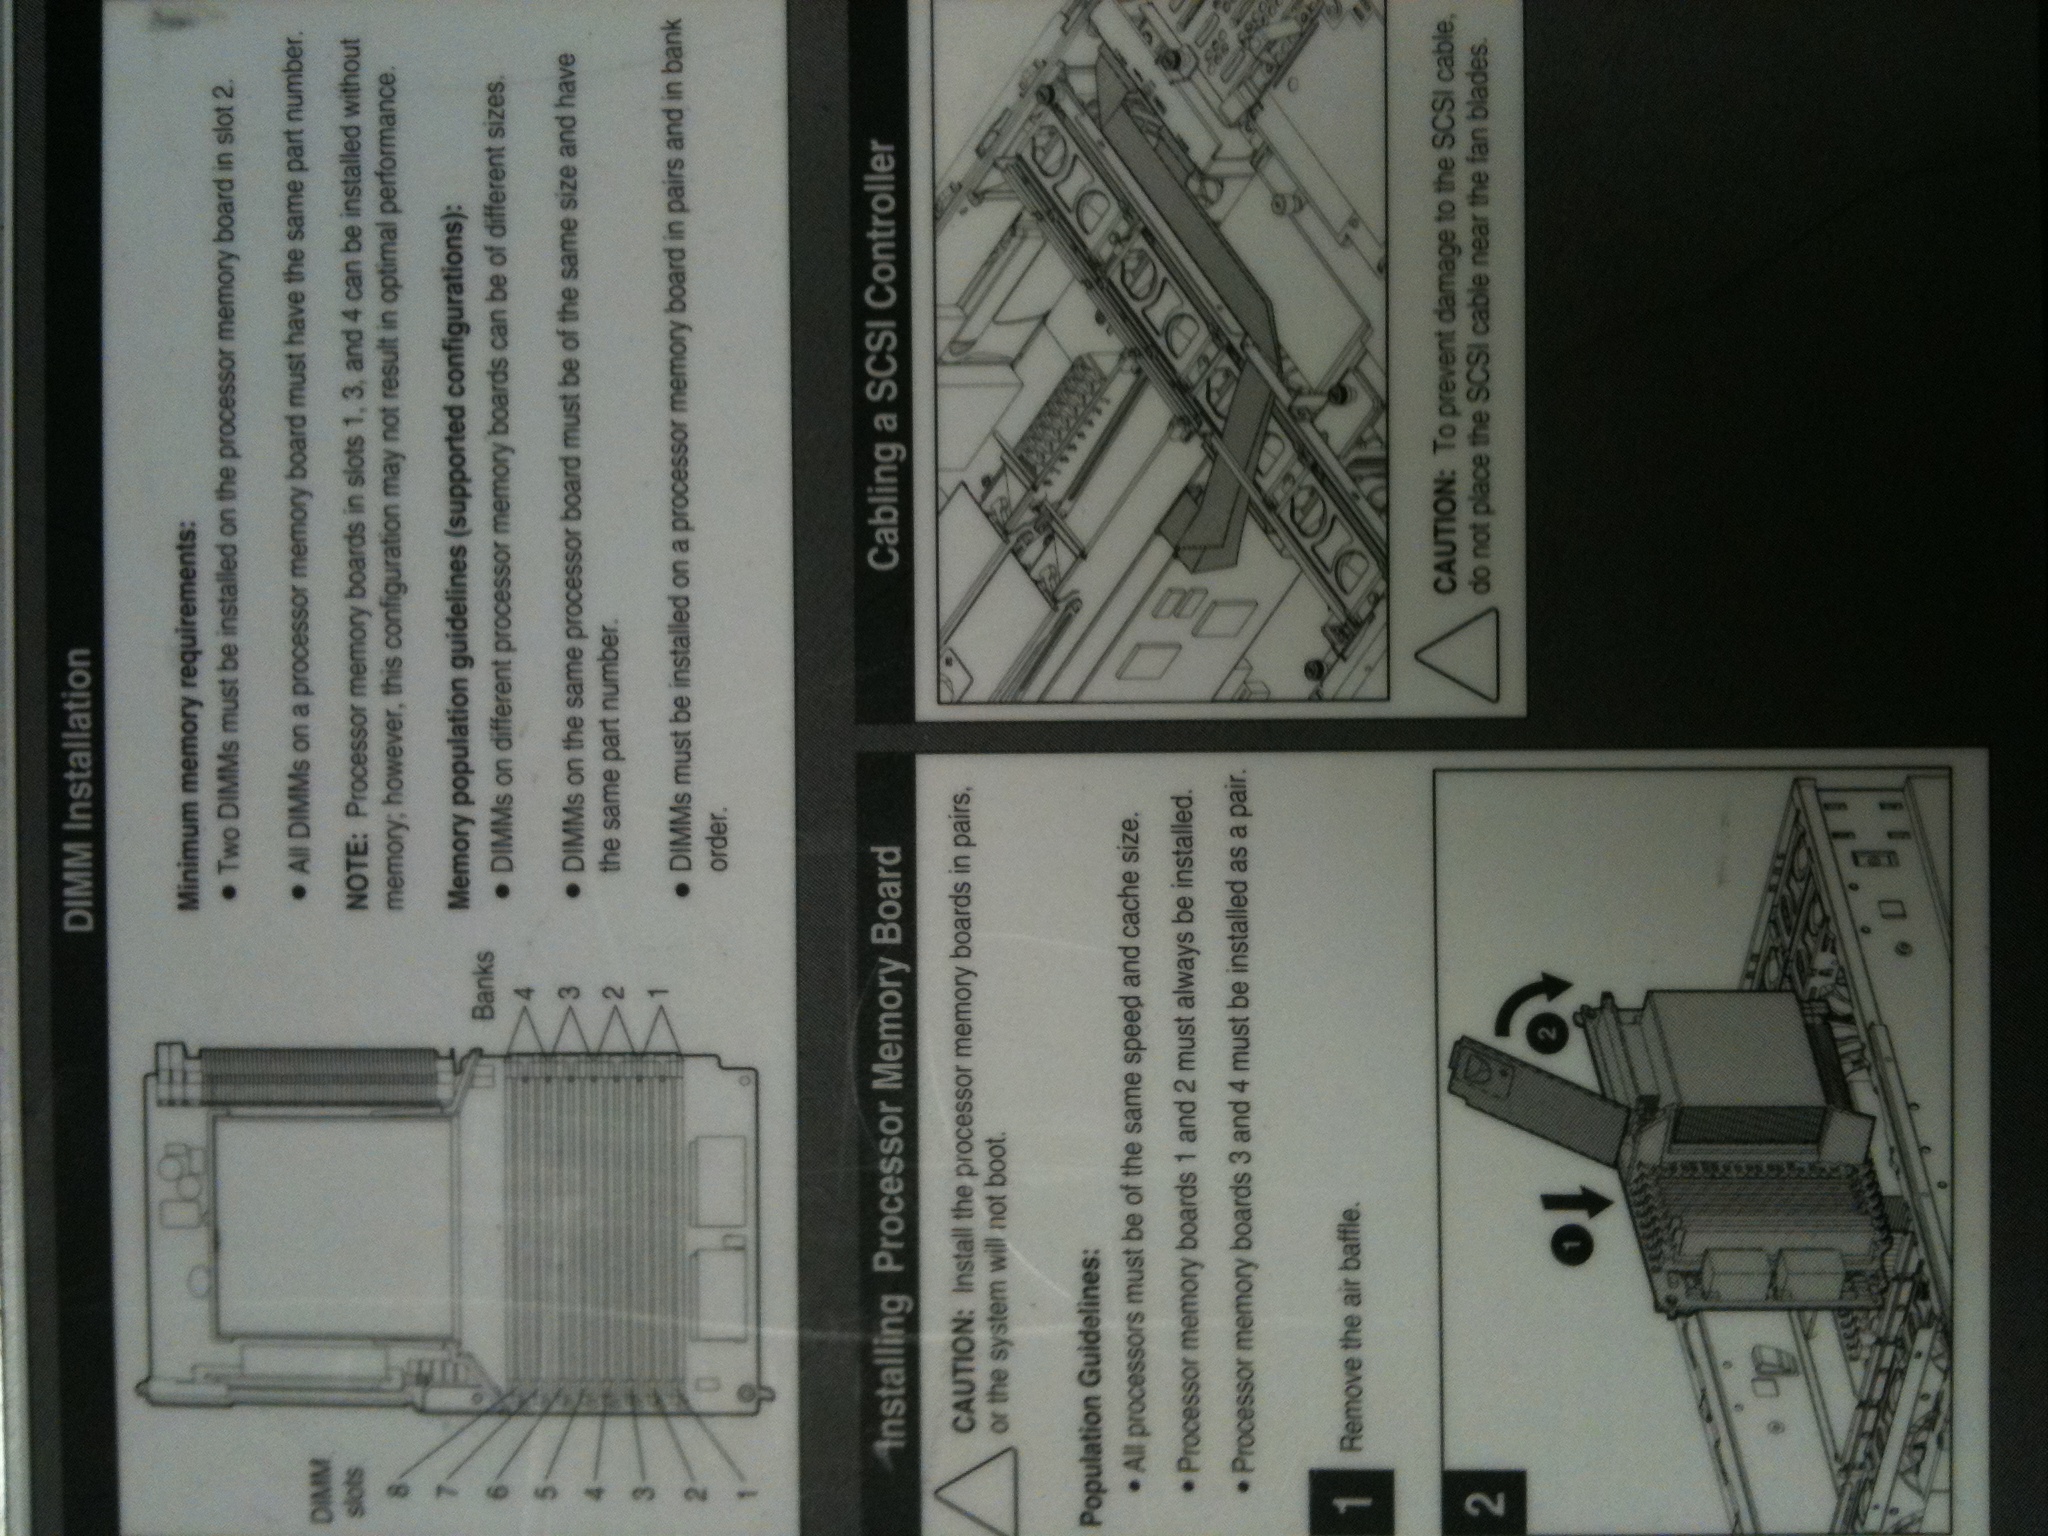 DIMM Installation
DIMM
slots
8
7
6
5
4
3
2
1
Banks
4
3
2
1
Minimum memory requirements:
● Two DIMMs must be installed on the processor memory board in slot 2.
● All DIMMs on a processor memory board must have the same part number.
NOTE: Processor memory boards in slots 1, 3, and 4 can be installed without
memory; however, this configuration may not result in optimal performance.
Memory population guidelines (supported configurations):
● DIMMs on different processor memory boards can be of different sizes.
● DIMMs on the same processor board must be of the same size and have
the same part number.
● DIMMs must be installed on a processor memory board in pairs and in bank
order.
Installing Processor Memory Board
CAUTION: Install the processor memory boards in pairs,
or the system will not boot.
Population Guidelines:
• All processors must be of the same speed and cache size.
• Processor memory boards 1 and 2 must always be installed.
• Processor memory boards 3 and 4 must be installed as a pair.
1
Remove the air baffle.
2
1
2
Cabling a SCSI Controller
CAUTION: To prevent damage to the SCSI cable,
do not place the SCSI cable near the fan blades.